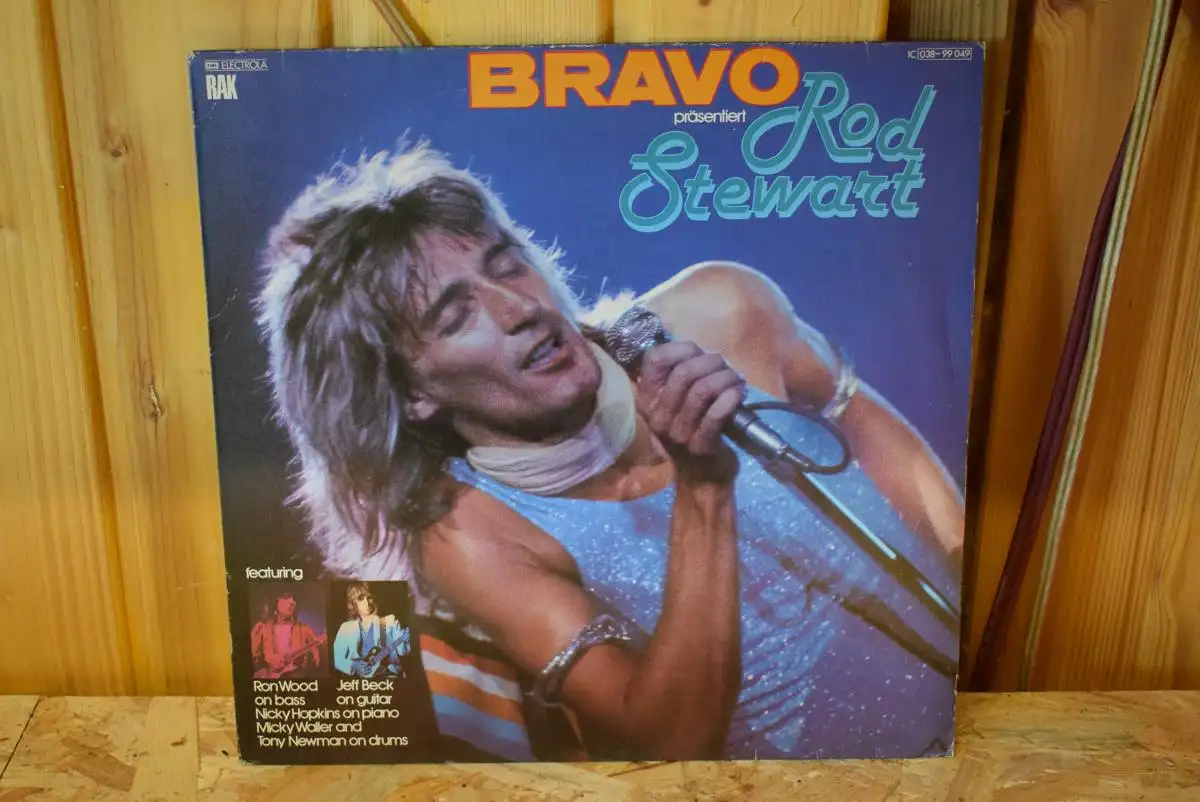 EMI ELECTROLA
RAK
1C 038-99 049
BRAVO
präsentiert
Rod
Stewart
featuring
Ron Wood
on bass
Jeff Beck
on guitar
Nicky Hopkins on piano
Micky Waller and
Tony Newman on drums